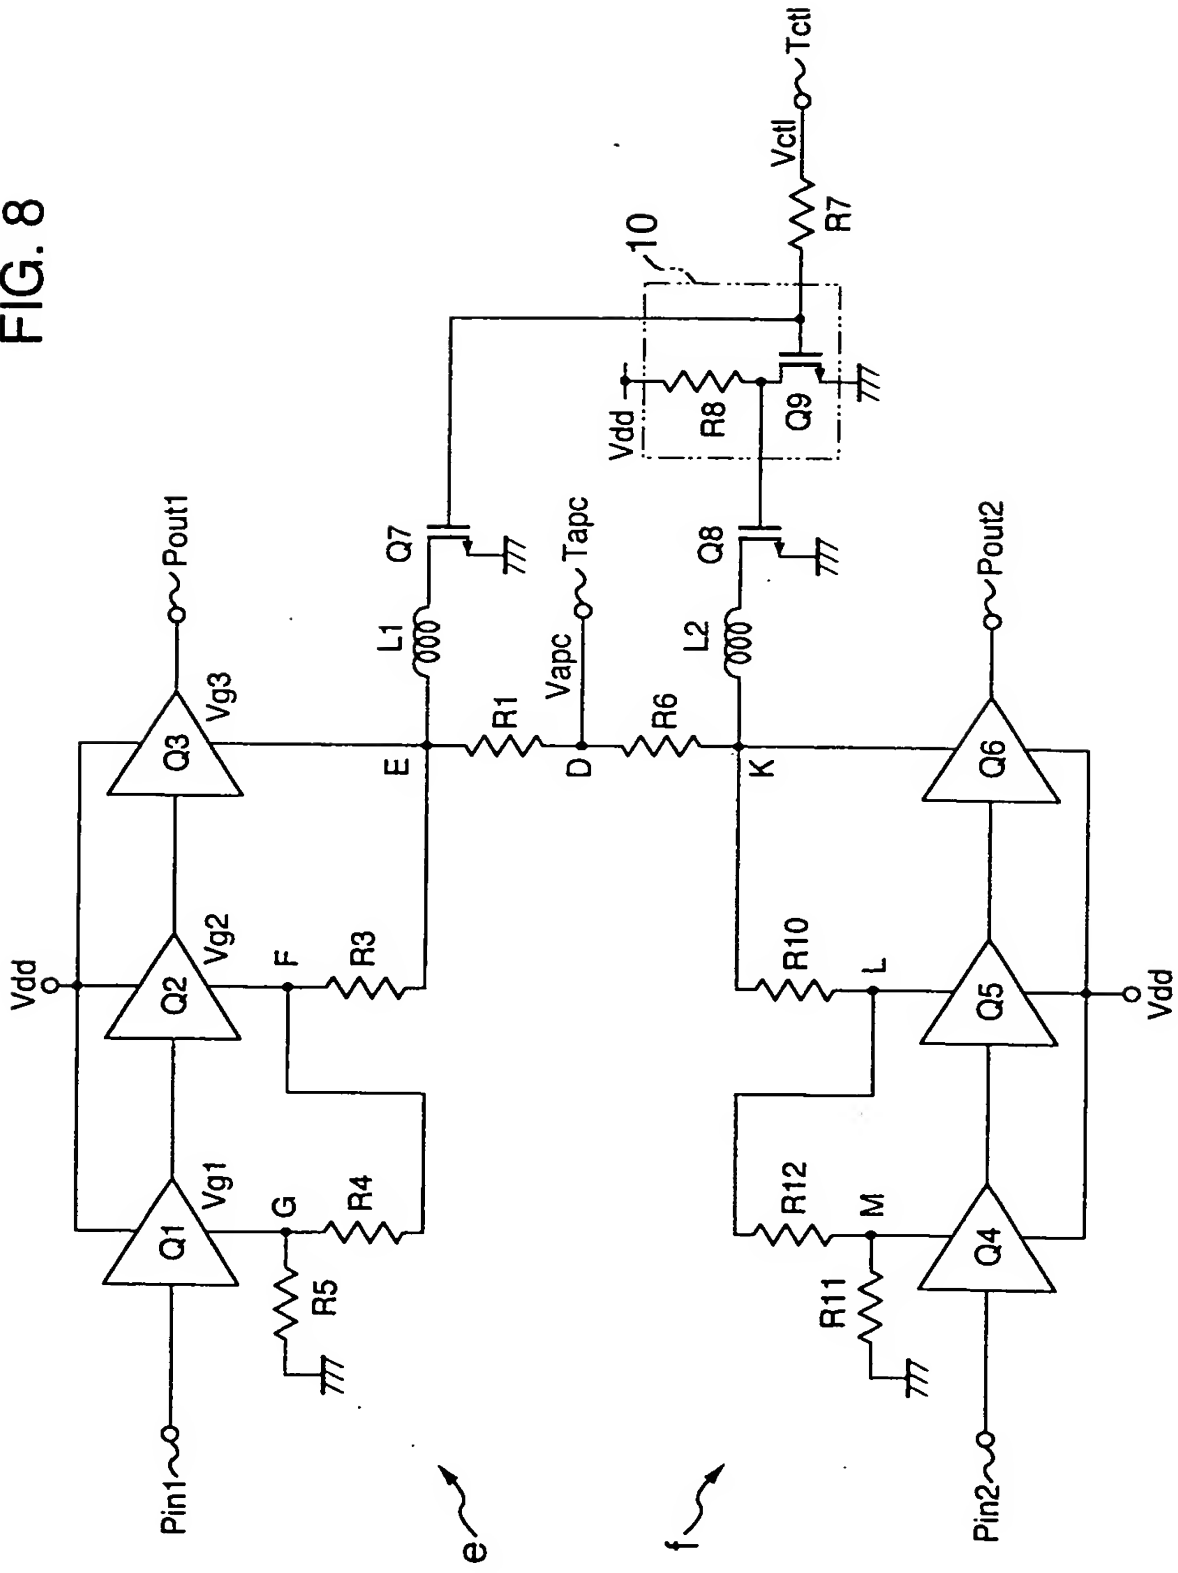 FIG. 8
Vdd
Pin1
Q1
Vg1
Q2
Vg2
Q3
Vg3
Pout1
G
R5
R4
F
R3
E
L1
Q7
R1
D
Vapc
Tapc
R6
K
L2
Q8
10
Vdd
R8
Q9
R7
Vctl
Tctl
e
f
R10
L
R12
M
R11
Pin2
Q4
Q5
Q6
Pout2
Vdd